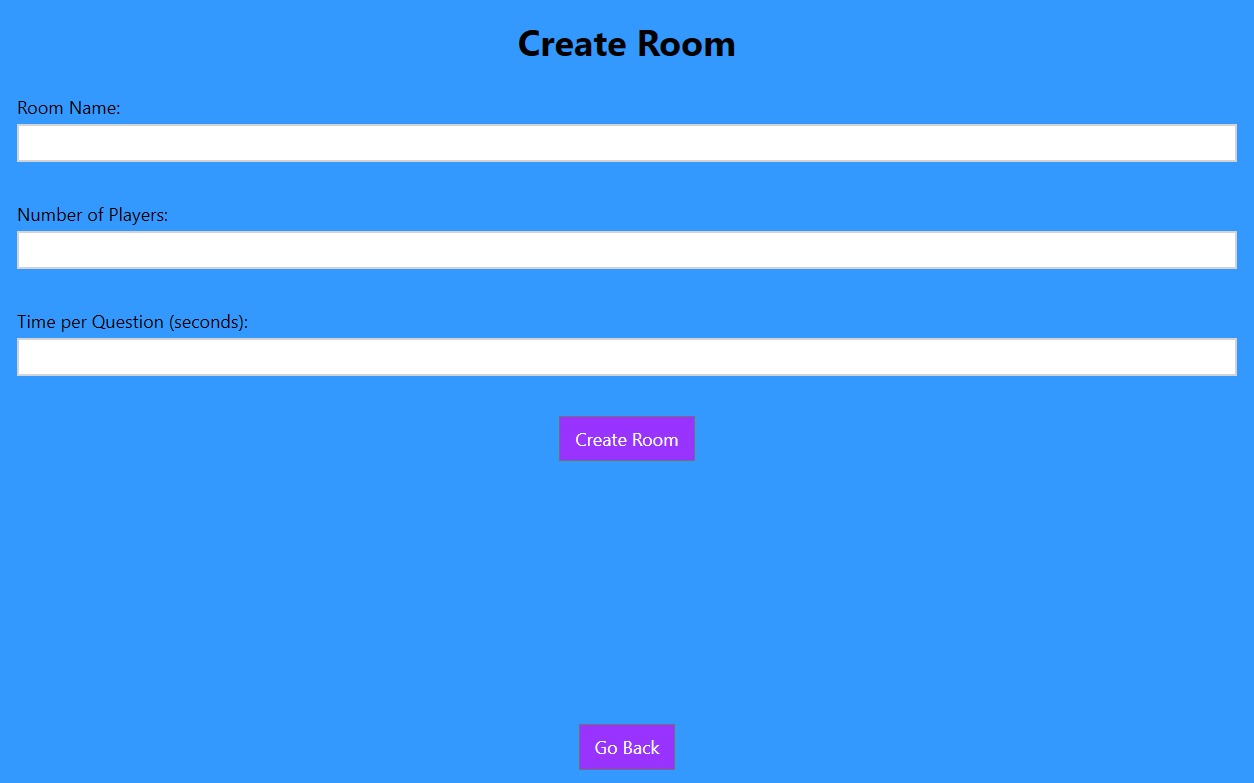 Create Room
Room Name:
Number of Players:
Time per Question (seconds):
Create Room
Go Back